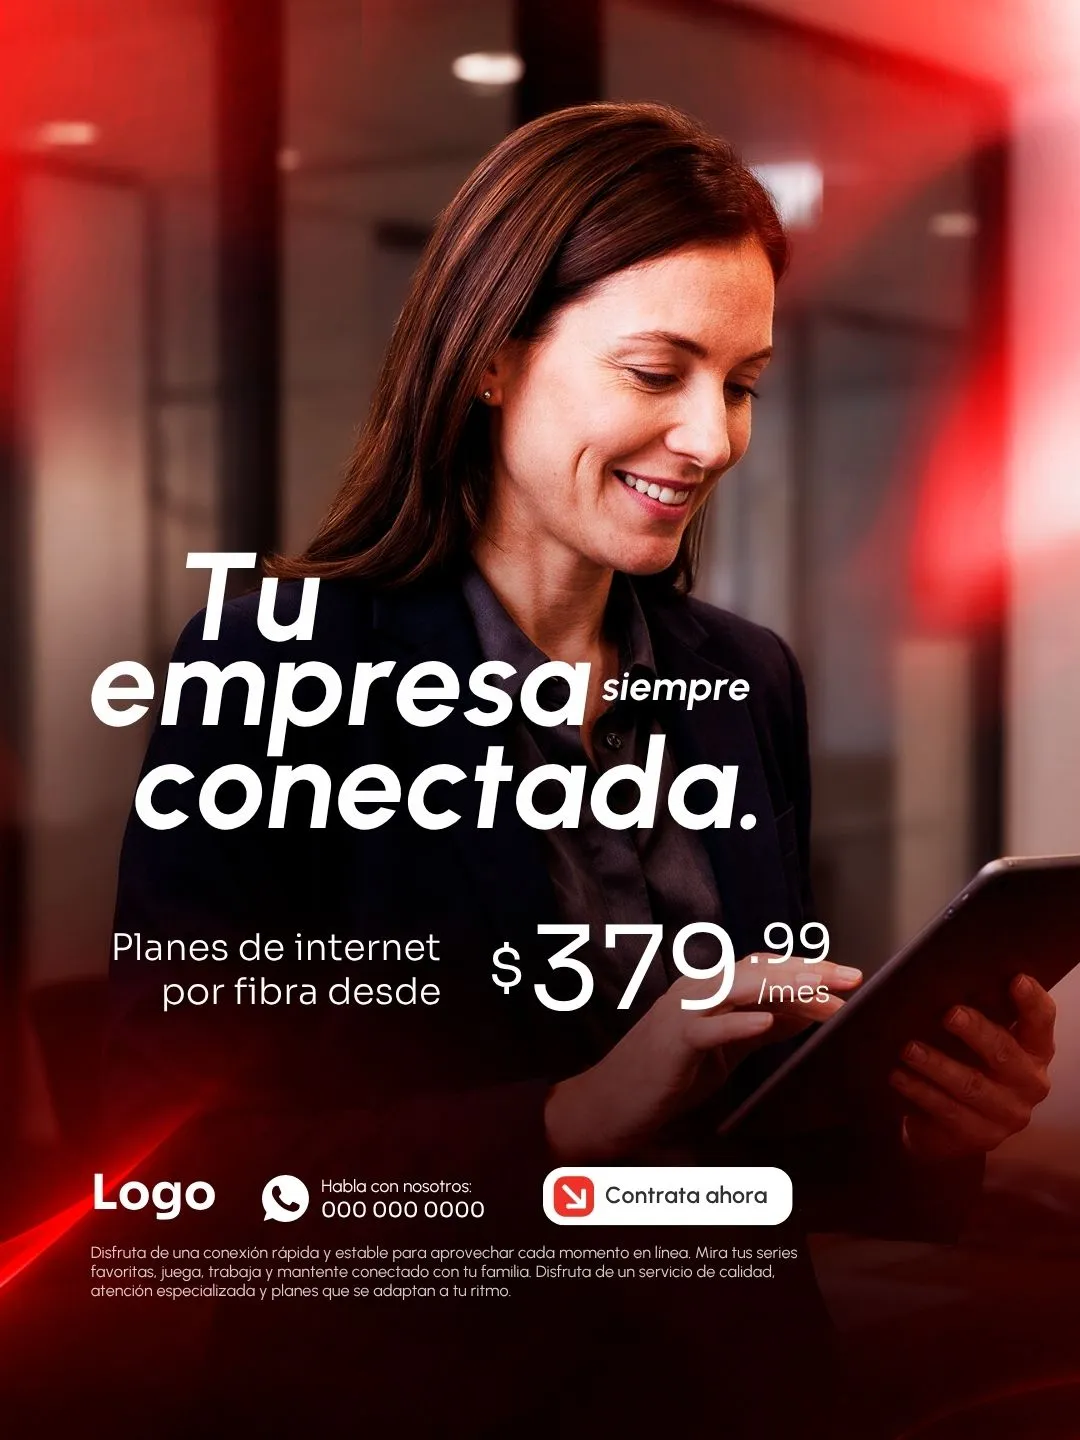 Tu
empresa siempre
conectada.
Planes de internet
por fibra desde
$379.99
/mes
Logo
Habla con nosotros:
000 000 0000
Contrata ahora
Disfruta de una conexión rápida y estable para aprovechar cada momento en línea. Mira tus series
favoritas, juega, trabaja y mantente conectado con tu familia. Disfruta de un servicio de calidad,
atención especializada y planes que se adaptan a tu ritmo.